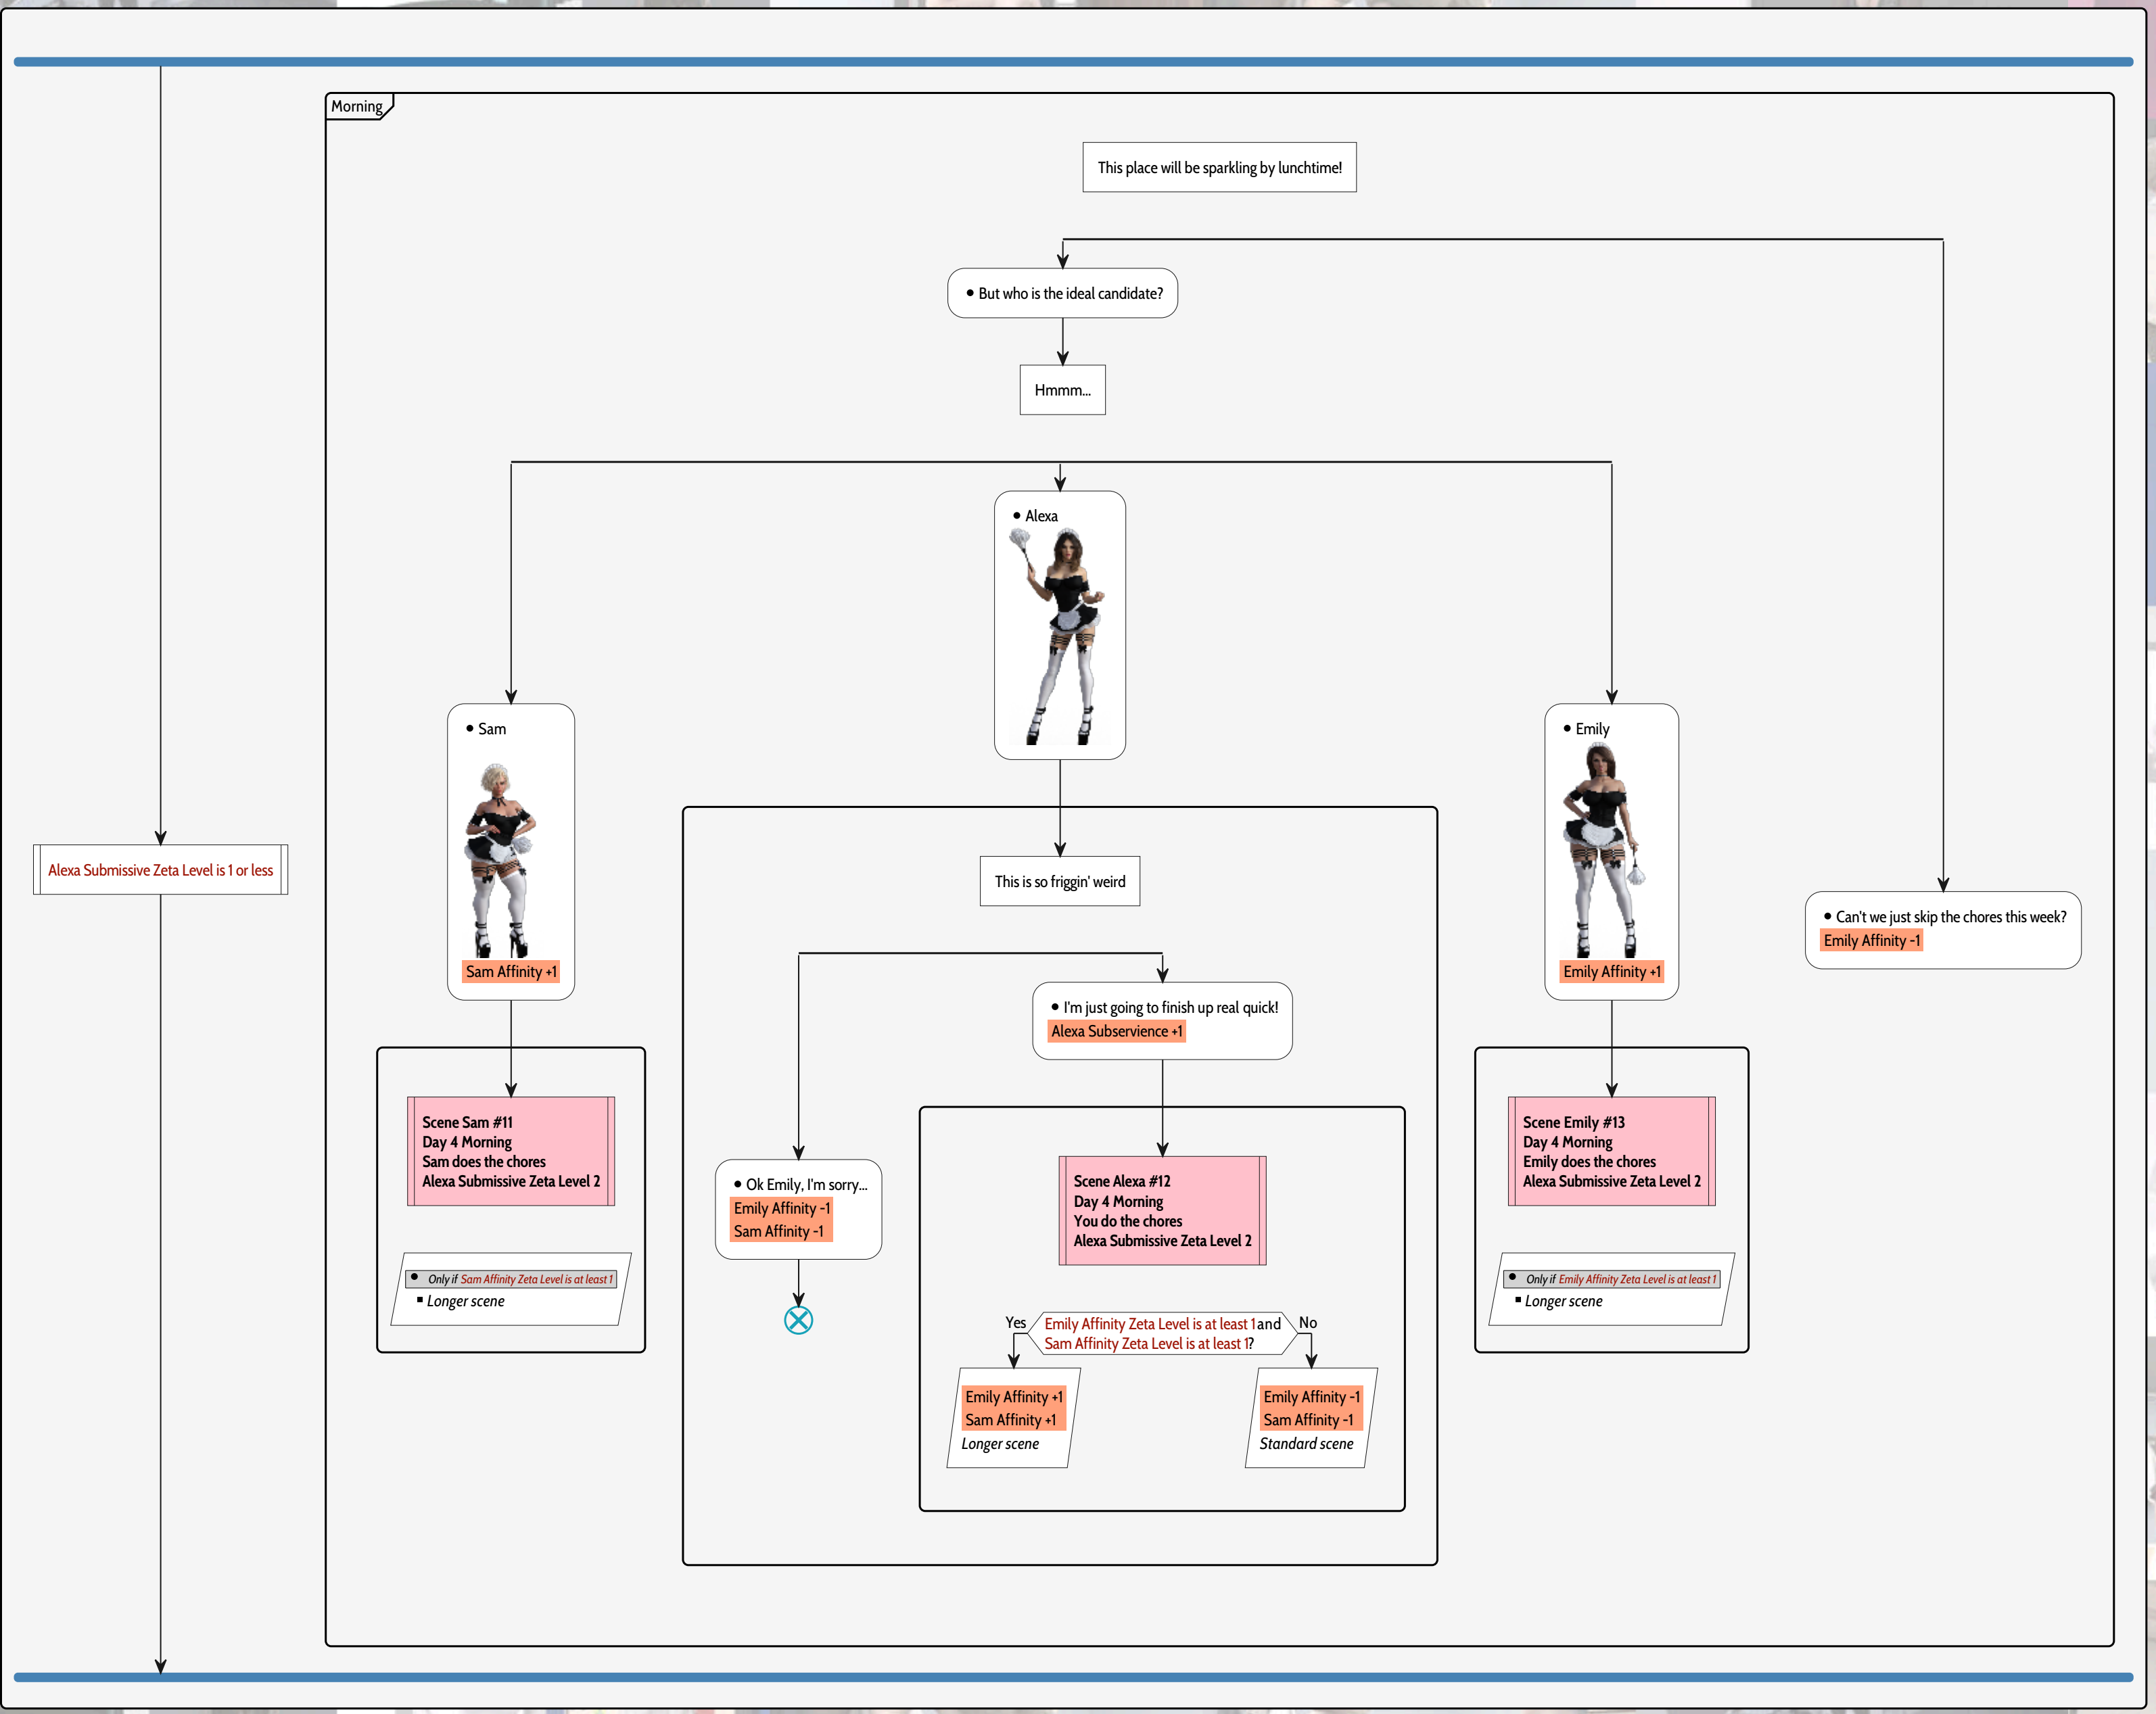 Morning
This place will be sparkling by lunchtime!
But who is the ideal candidate?
Hmmm...
Alexa
Sam
Sam Affinity +1
Emily
Emily Affinity +1
Alexa Submissive Zeta Level is 1 or less
This is so friggin' weird
Can't we just skip the chores this week?
Emily Affinity -1
I'm just going to finish up real quick!
Alexa Subservience +1
Scene Sam #11
Day 4 Morning
Sam does the chores
Alexa Submissive Zeta Level 2
Only if Sam Affinity Zeta Level is at least 1
Longer scene
Ok Emily, I'm sorry...
Emily Affinity -1
Sam Affinity -1
Scene Alexa #12
Day 4 Morning
You do the chores
Alexa Submissive Zeta Level 2
Yes
Emily Affinity Zeta Level is at least 1 and
Sam Affinity Zeta Level is at least 1?
No
Emily Affinity +1
Sam Affinity +1
Longer scene
Emily Affinity -1
Sam Affinity -1
Standard scene
Scene Emily #13
Day 4 Morning
Emily does the chores
Alexa Submissive Zeta Level 2
Only if Emily Affinity Zeta Level is at least 1
Longer scene